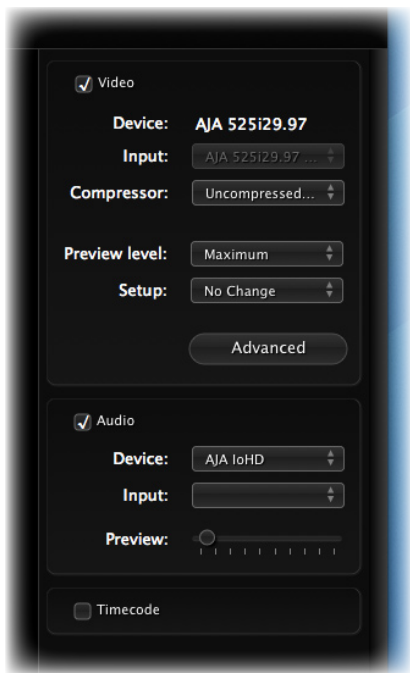 Video
Device: AJA 525i29.97
Input: AJA 525i29.97 ...
Compressor: Uncompressed...
Preview level: Maximum
Setup: No Change
Advanced
Audio
Device: AJA IoHD
Input:
Preview:
Timecode